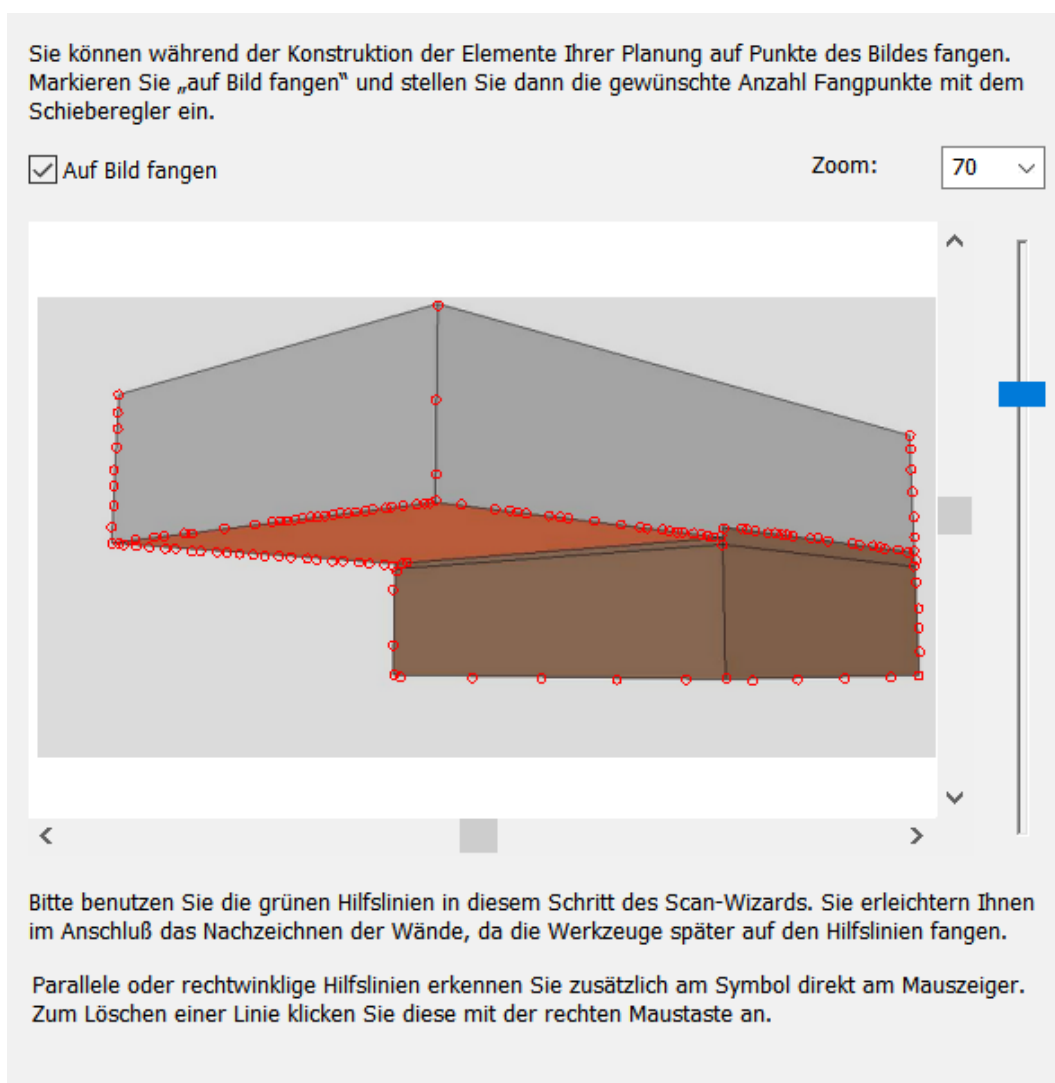 Sie können während der Konstruktion der Elemente Ihrer Planung auf Punkte des Bildes fangen.
Markieren Sie „auf Bild fangen“ und stellen Sie dann die gewünschte Anzahl Fangpunkte mit dem
Schieberegler ein.
Auf Bild fangen
Zoom:
70
Bitte benutzen Sie die grünen Hilfslinien in diesem Schritt des Scan-Wizards. Sie erleichtern Ihnen
im Anschluß das Nachzeichnen der Wände, da die Werkzeuge später auf den Hilfslinien fangen.
Parallele oder rechtwinklige Hilfslinien erkennen Sie zusätzlich am Symbol direkt am Mauszeiger.
Zum Löschen einer Linie klicken Sie diese mit der rechten Maustaste an.